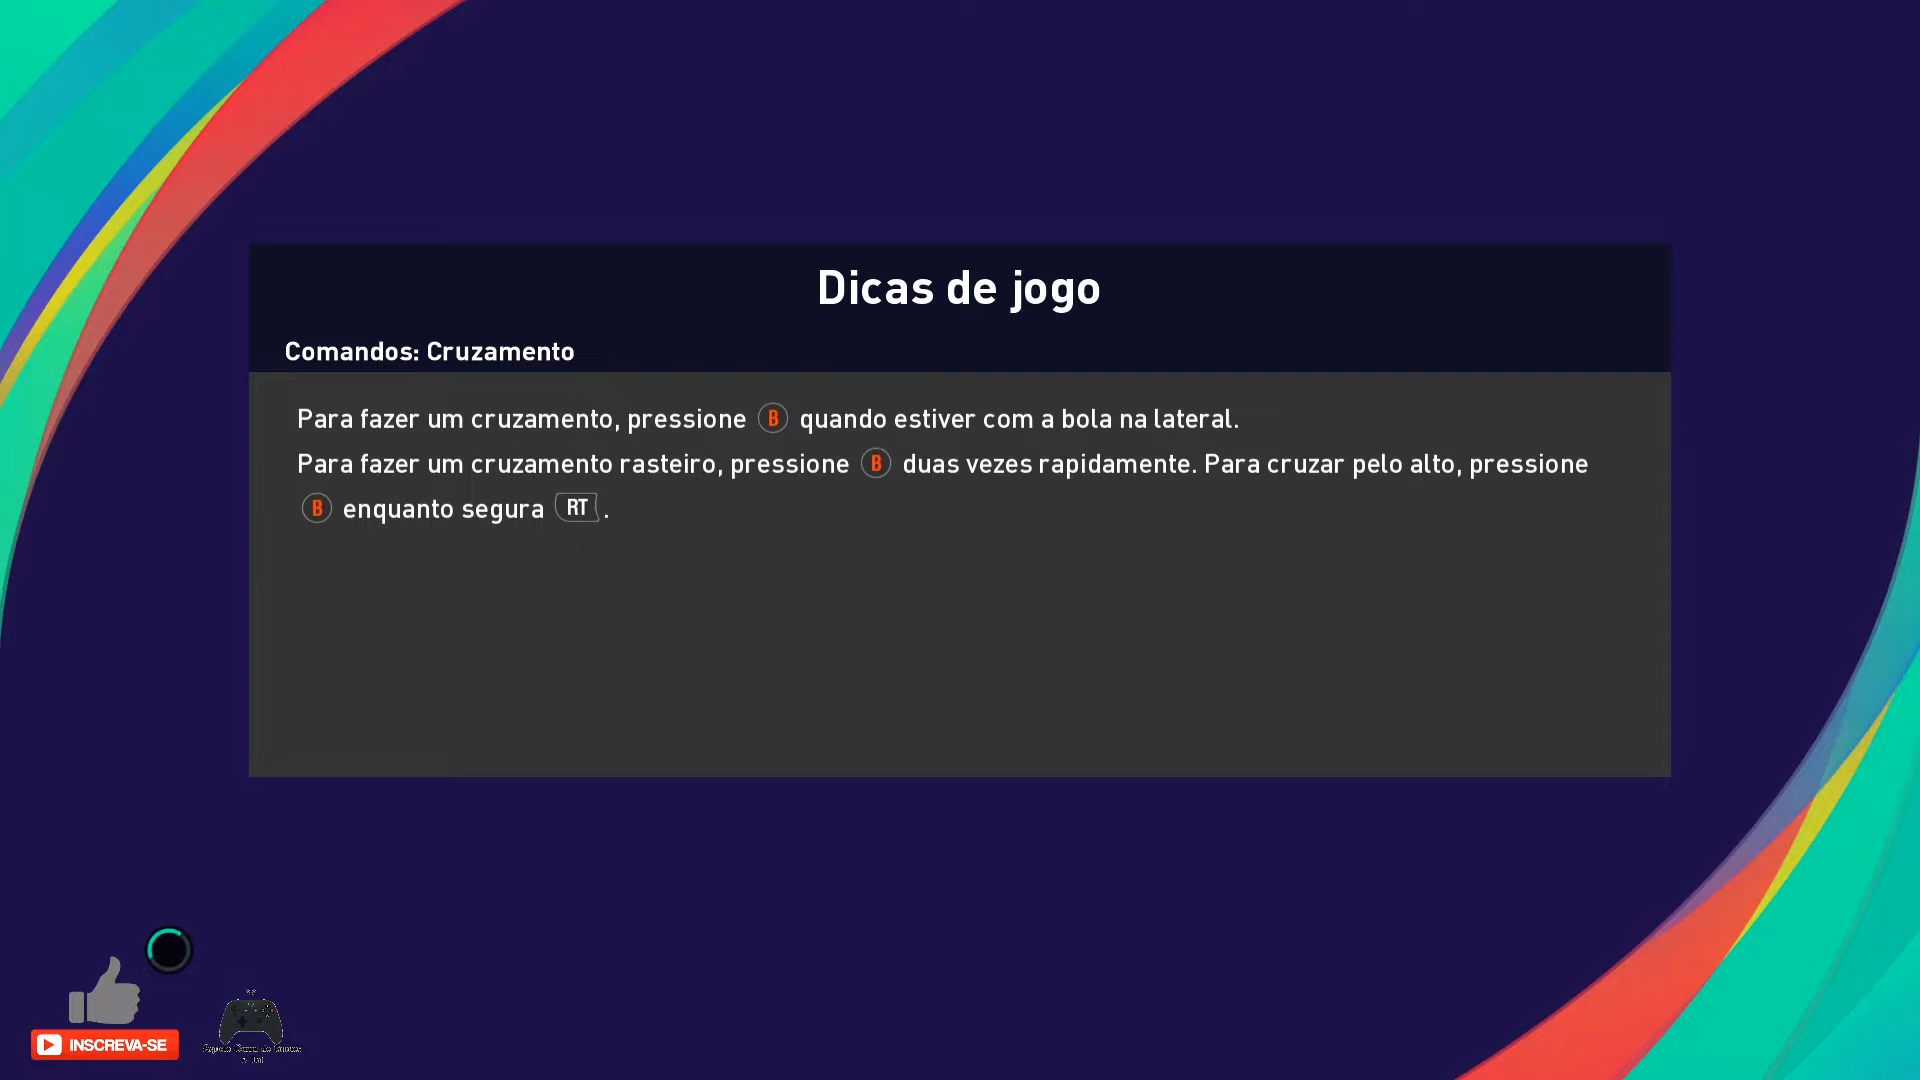 Dicas de jogo
Comandos: Cruzamento
Para fazer um cruzamento, pressione B quando estiver com a bola na lateral.
Para fazer um cruzamento rasteiro, pressione B duas vezes rapidamente. Para cruzar pelo alto, pressione
B enquanto segura RT.
INSCREVA-SE